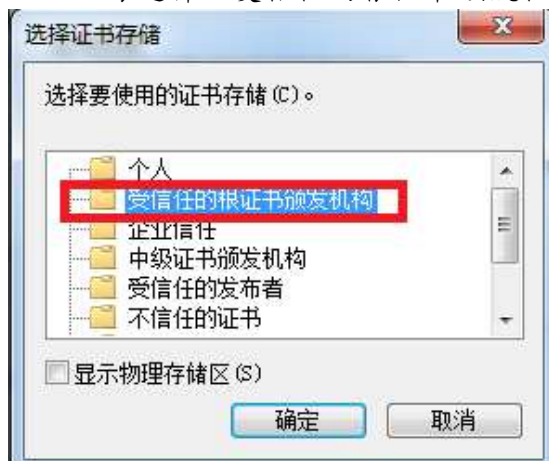 选择证书存储
选择要使用的证书存储(C)。
个人
受信任的根证书颁发机构
企业信任
中级证书颁发机构
受信任的发布者
不信任的证书
显示物理存储区(S)
确定
取消